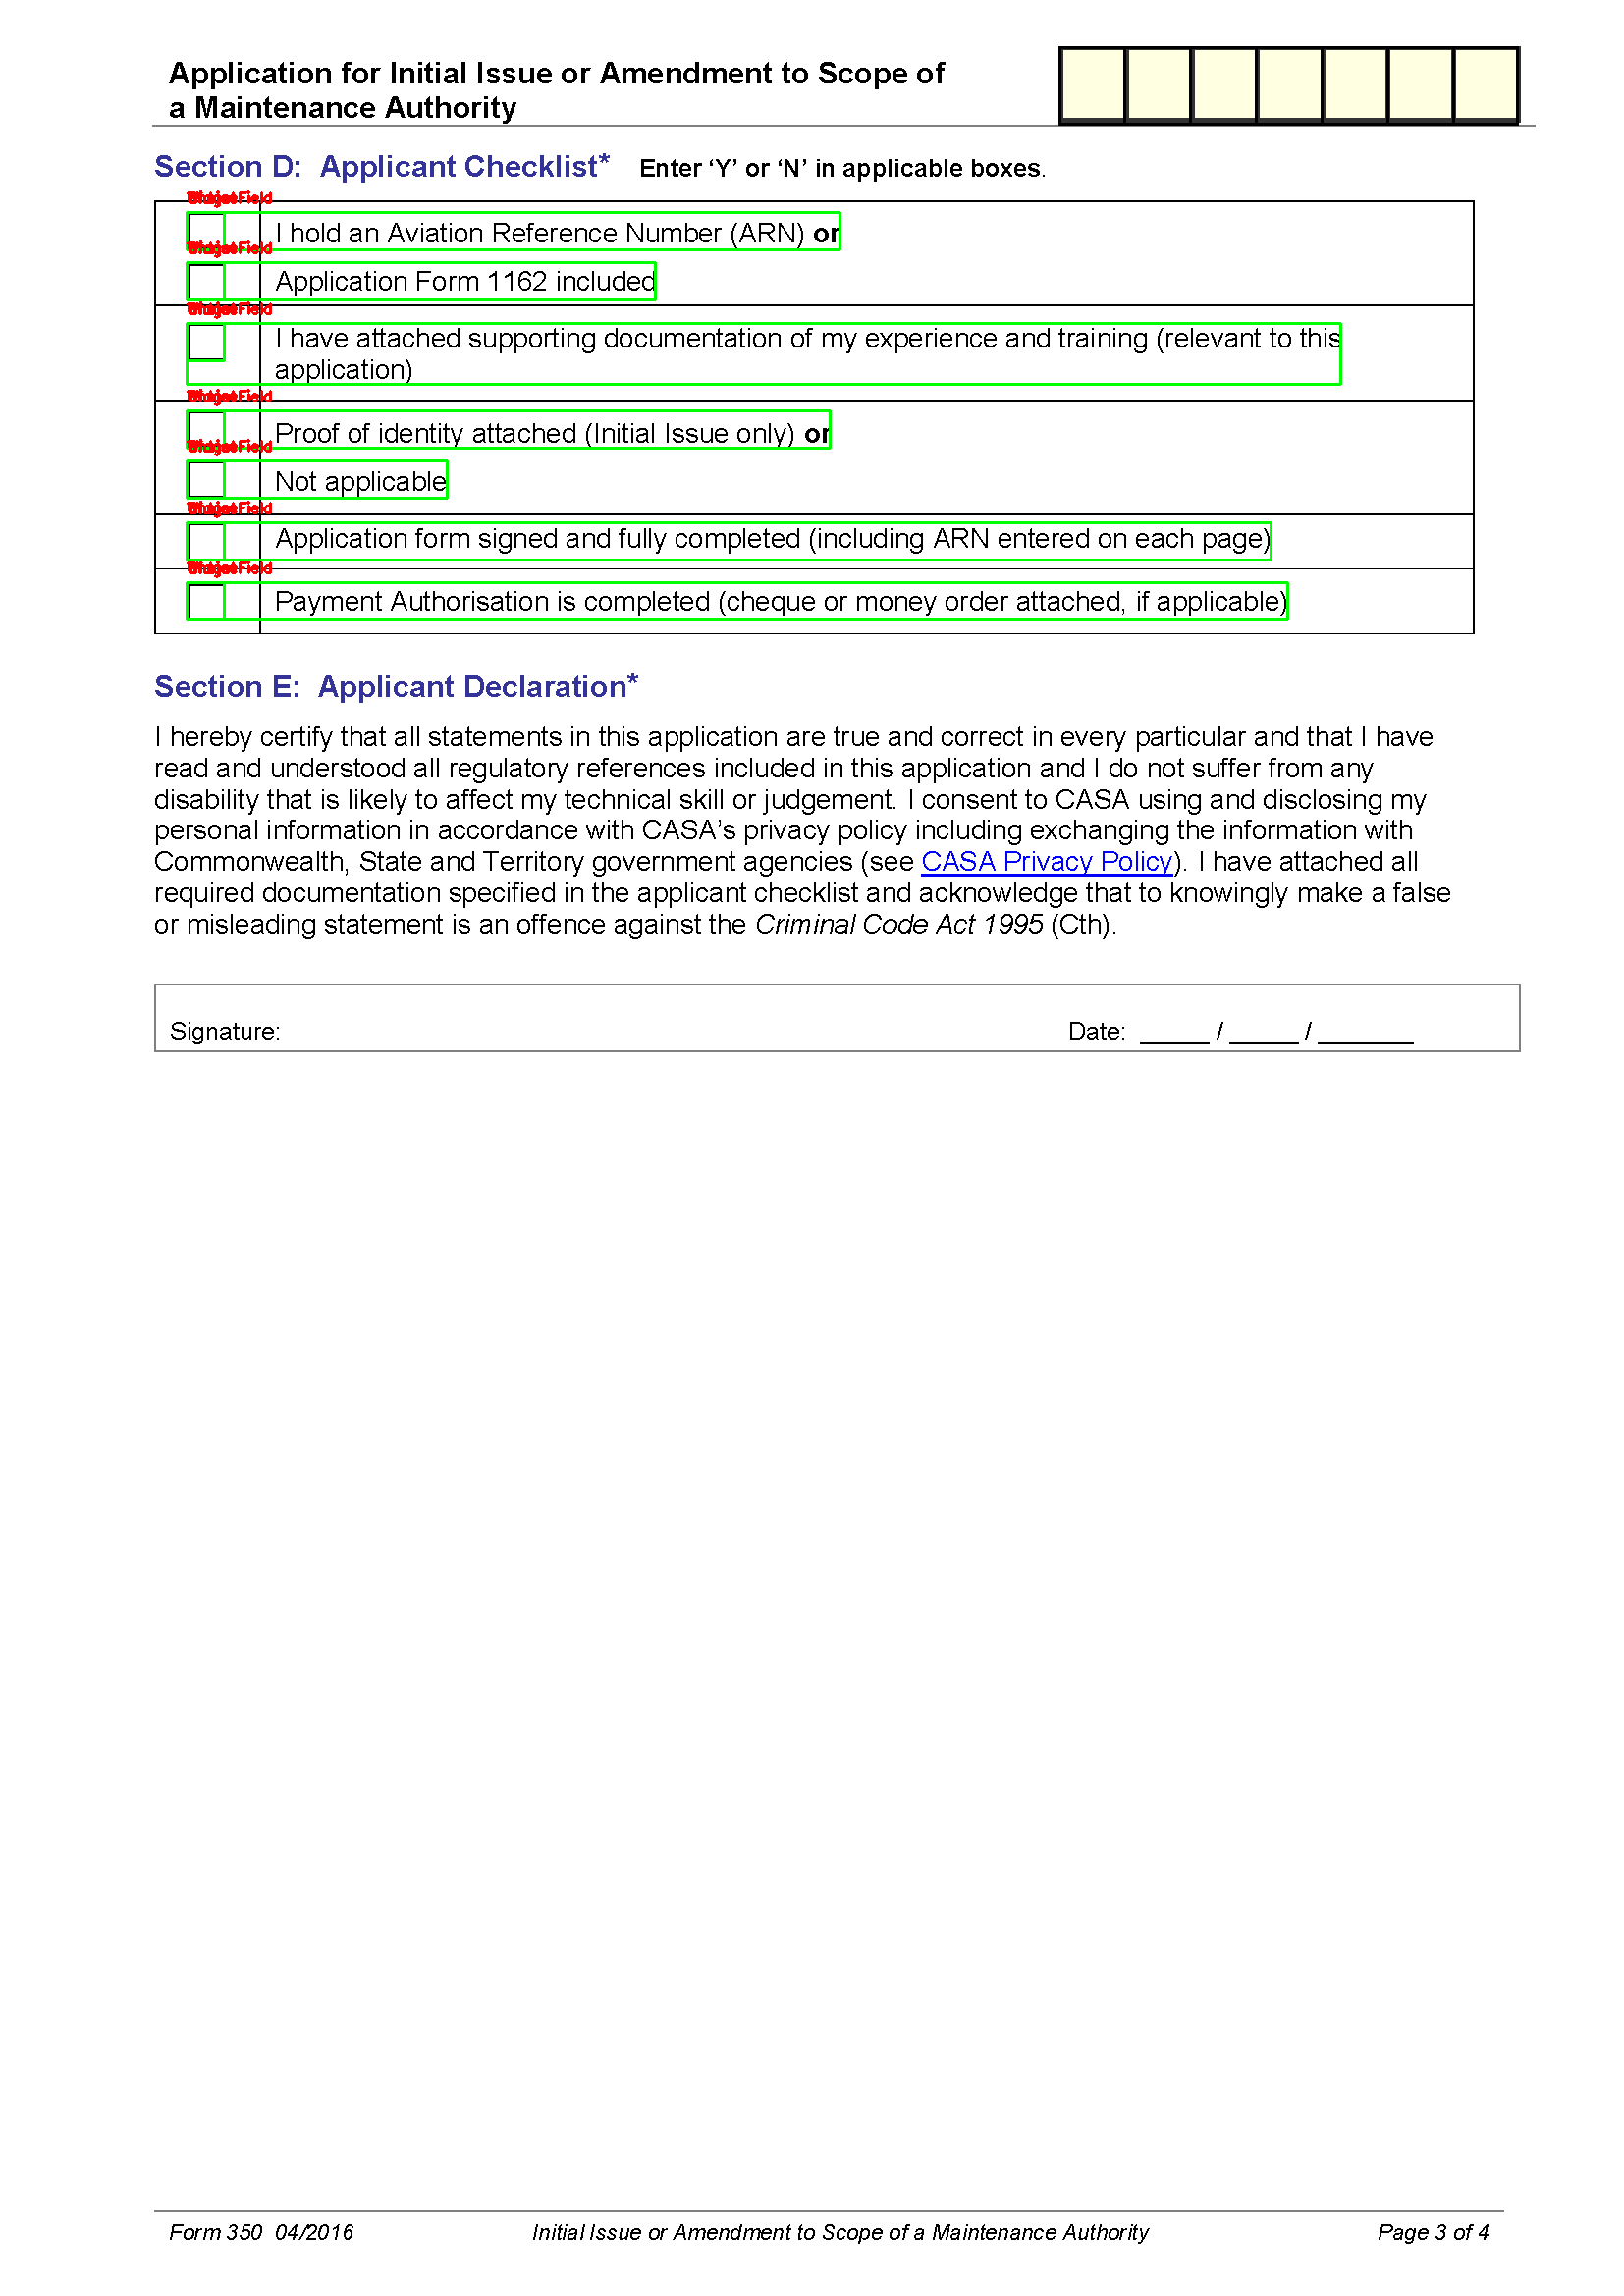 Application for Initial Issue or Amendment to Scope of
a Maintenance Authority
Section D: Applicant Checklist* Enter ‘Y’ or ‘N’ in applicable boxes.
I hold an Aviation Reference Number (ARN) or
Application Form 1162 included
I have attached supporting documentation of my experience and training (relevant to this
application)
Proof of identity attached (Initial Issue only) or
Not applicable
Application form signed and fully completed (including ARN entered on each page)
Payment Authorisation is completed (cheque or money order attached, if applicable)
Section E: Applicant Declaration*
I hereby certify that all statements in this application are true and correct in every particular and that I have
read and understood all regulatory references included in this application and I do not suffer from any
disability that is likely to affect my technical skill or judgement. I consent to CASA using and disclosing my
personal information in accordance with CASA’s privacy policy including exchanging the information with
Commonwealth, State and Territory government agencies (see CASA Privacy Policy). I have attached all
required documentation specified in the applicant checklist and acknowledge that to knowingly make a false
or misleading statement is an offence against the Criminal Code Act 1995 (Cth).
Signature: Date: _____ / _____ / _______
Form 350 04/2016 Initial Issue or Amendment to Scope of a Maintenance Authority Page 3 of 4